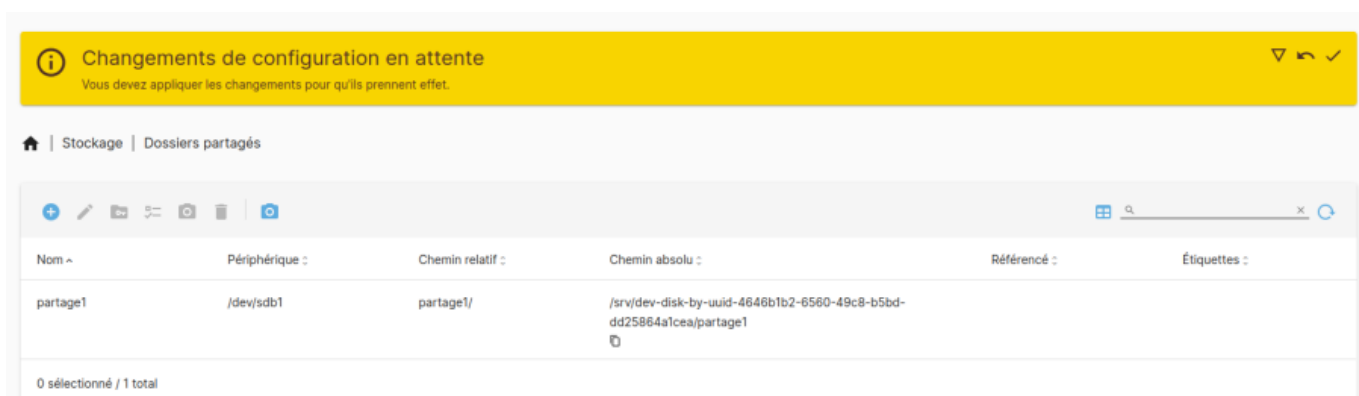 Changements de configuration en attente
Vous devez appliquer les changements pour qu'ils prennent effet.
| Stockage | Dossiers partagés
Nom Périphérique Chemin relatif Chemin absolu Référencé Étiquettes
partage1 /dev/sdb1 partage1/ /srv/dev-disk-by-uuid-4646b1b2-6560-49c8-b5bd-
dd25864a1cea/partage1
0 sélectionné / 1 total